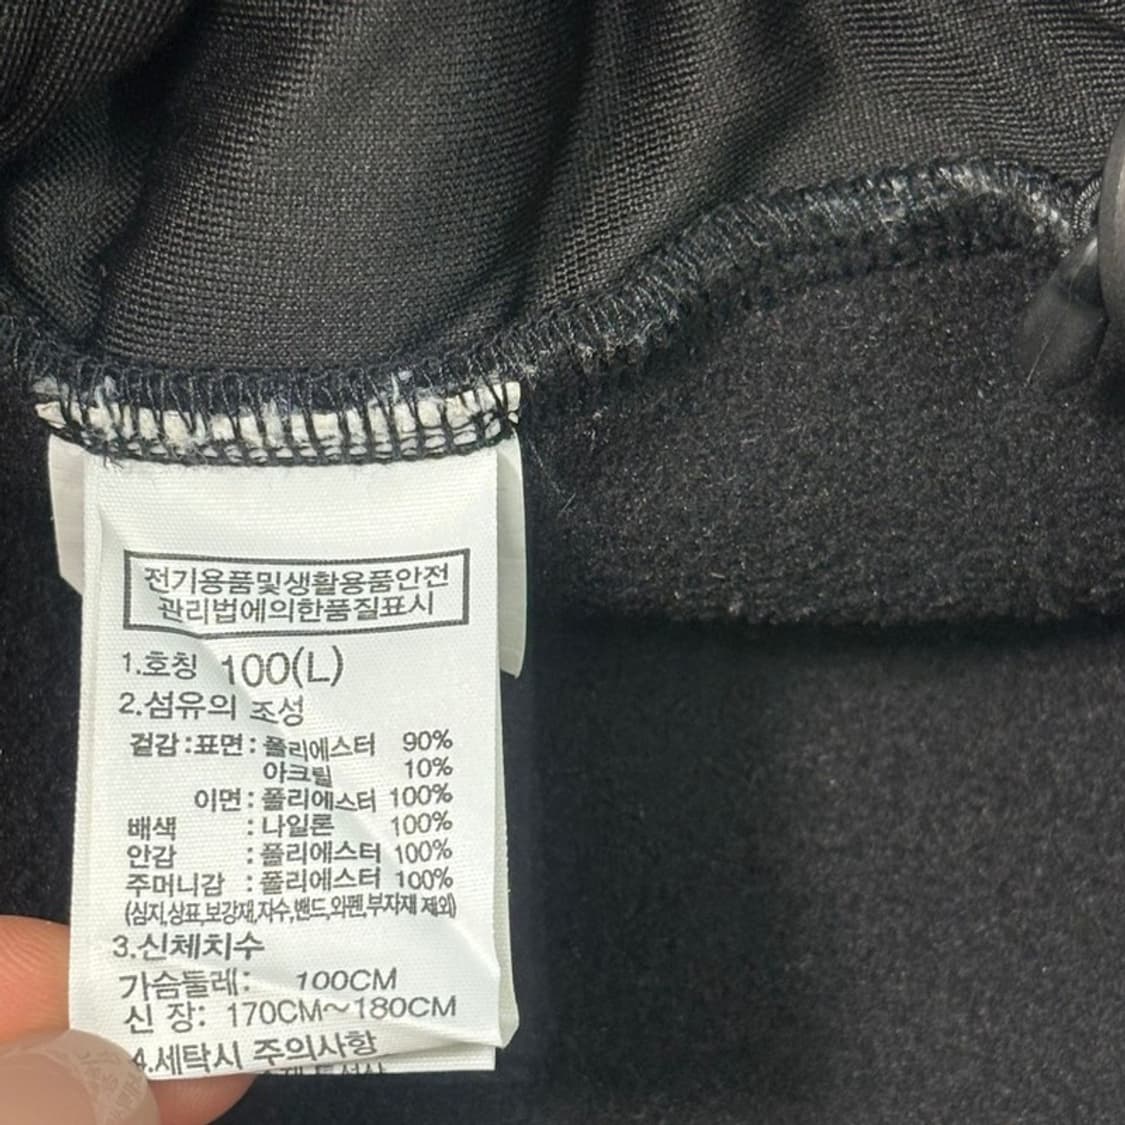 전기용품및생활용품안전
관리법에의한품질표시
1.호칭 100(L)
2.섬유의 조성
겉감:표면:폴리에스터 90%
아크릴 10%
이면:폴리에스터 100%
배색 :나일론 100%
안감 :폴리에스터 100%
주머니감 :폴리에스터 100%
(심지,상표,보강재,자수,밴드,와펜,부자재 제외)
3.신체치수
가슴둘레: 100CM
신 장: 170CM~180CM
4.세탁시 주의사항